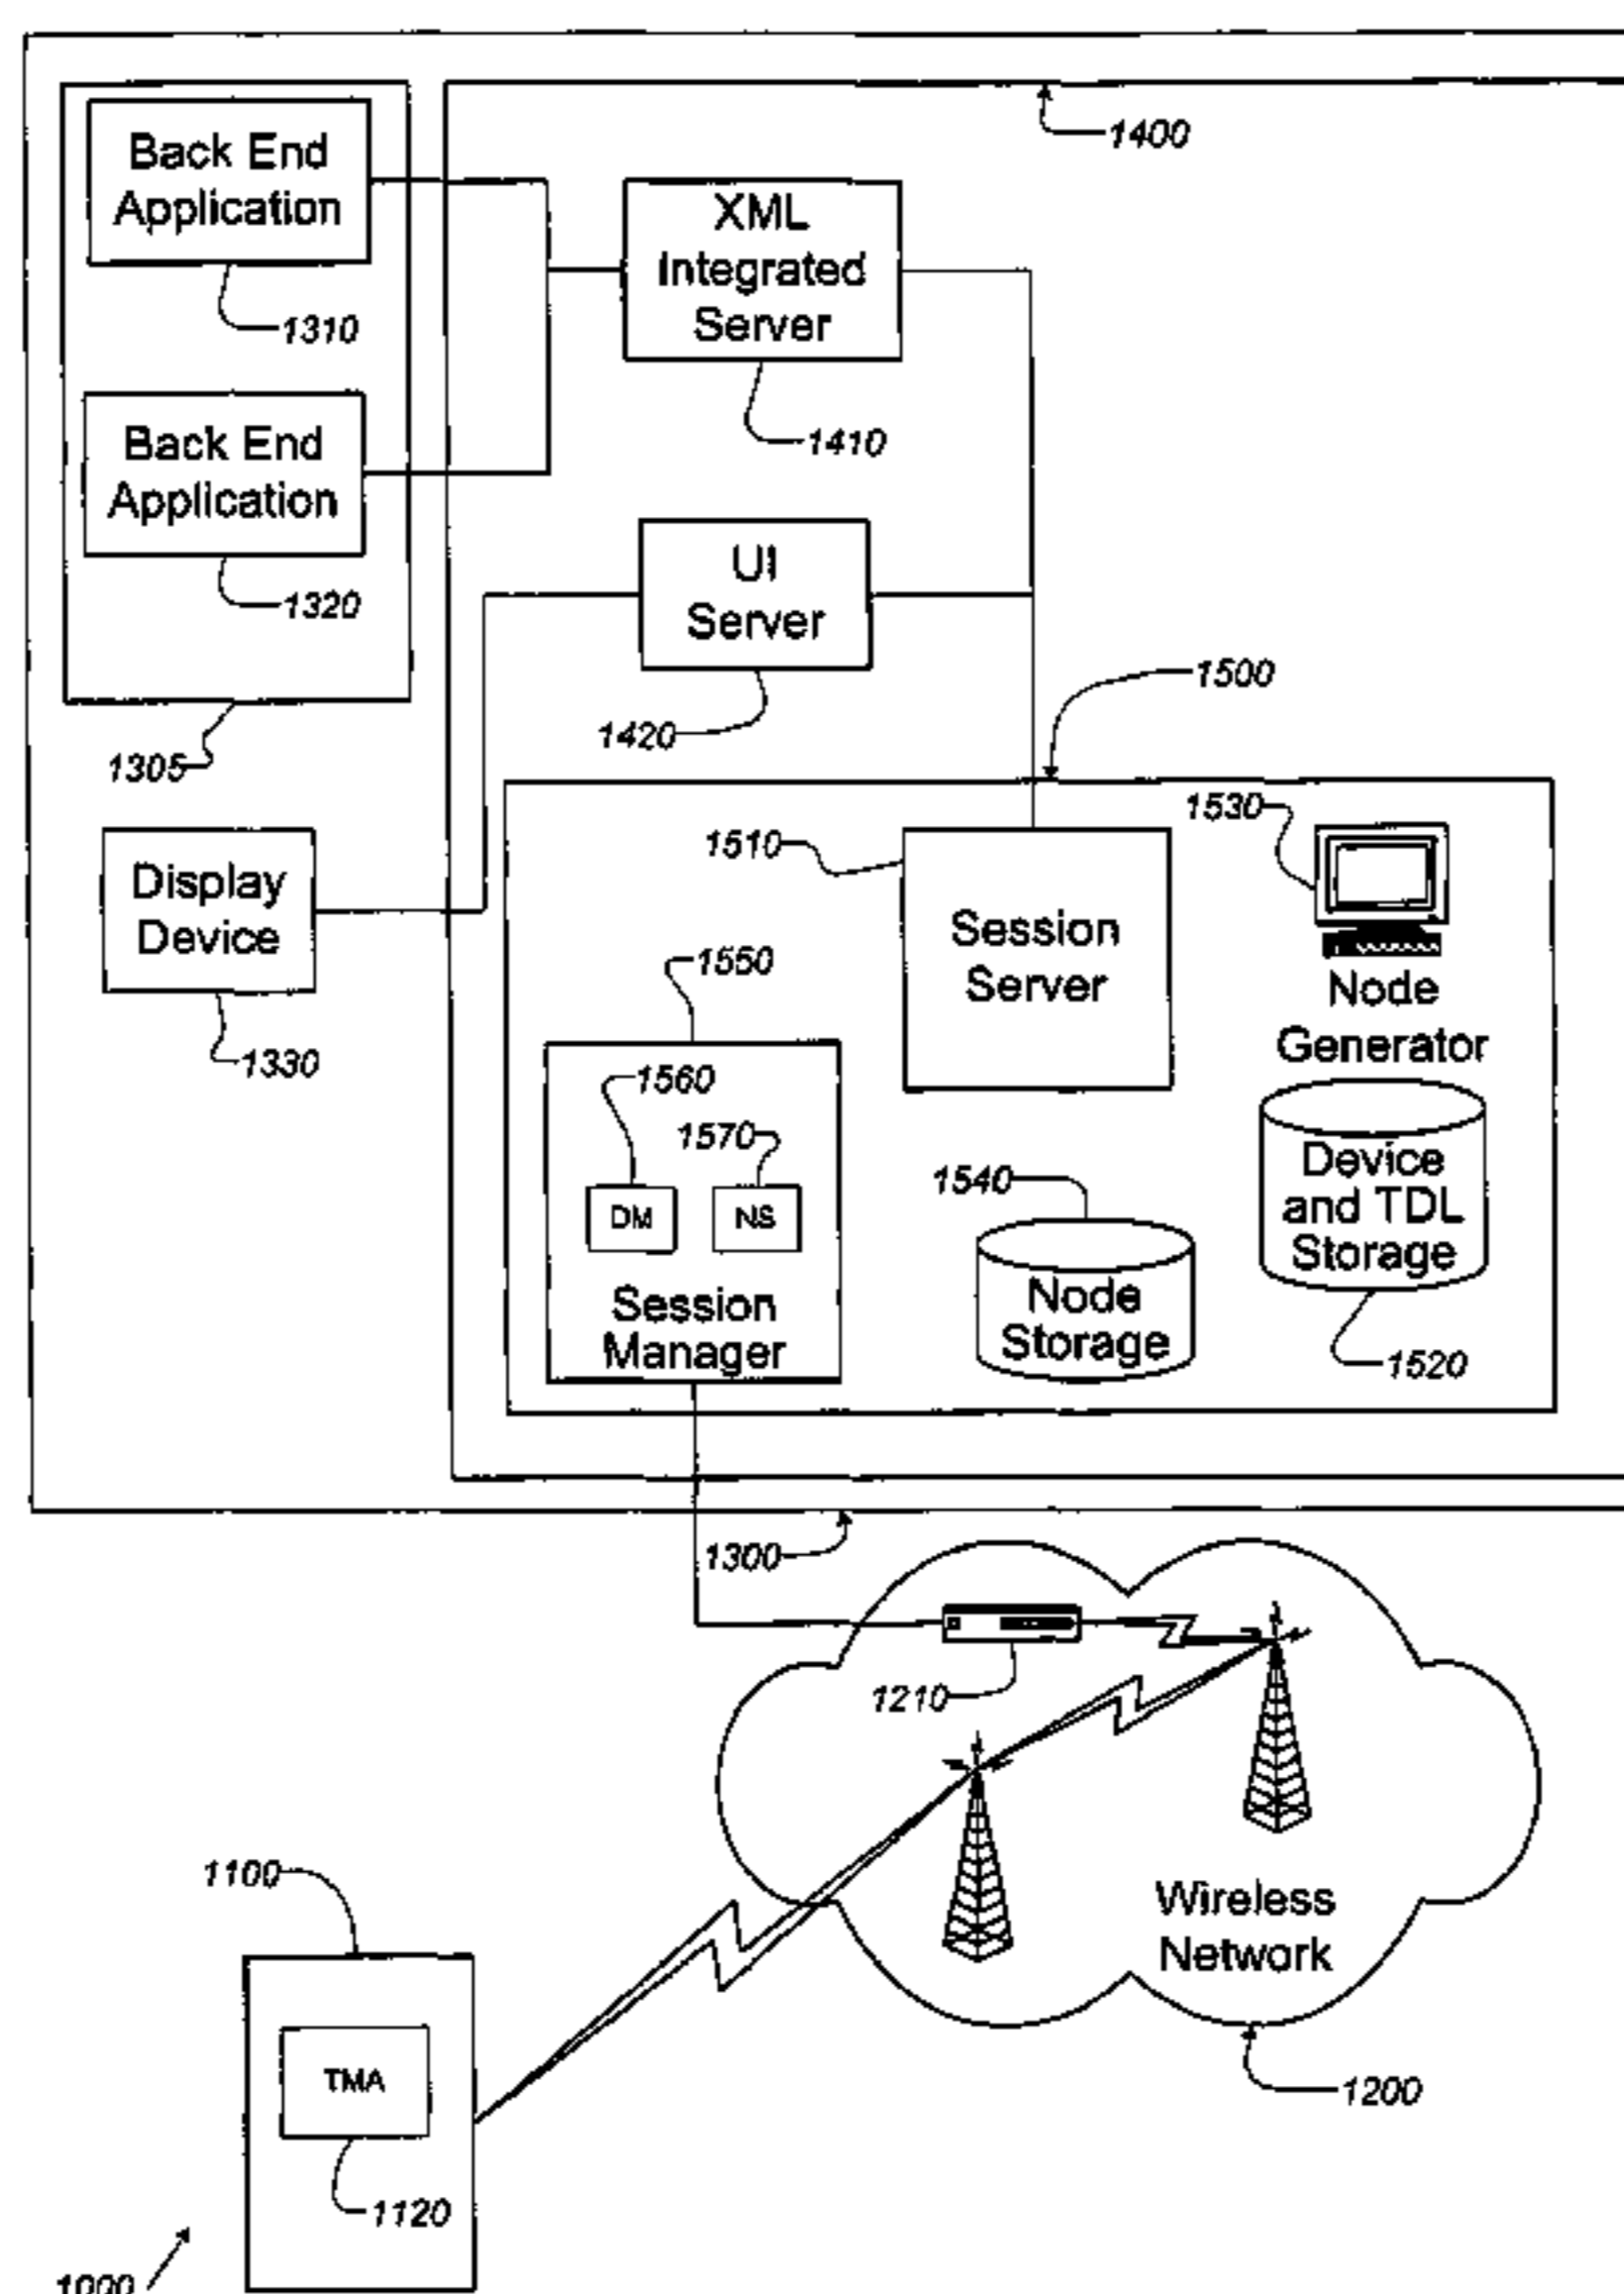 1400
Back End
Application
1310
XML
Integrated
Server
1410
Back End
Application
1320
UI
Server
1420
1305
1500
Display
Device
1330
1510
Session
Server
1530
Node
Generator
1550
1560
1570
DM
NS
Session
Manager
1540
Node
Storage
Device
and TDL
Storage
1520
1300
1210
Wireless
Network
1200
1100
TMA
1120
1000